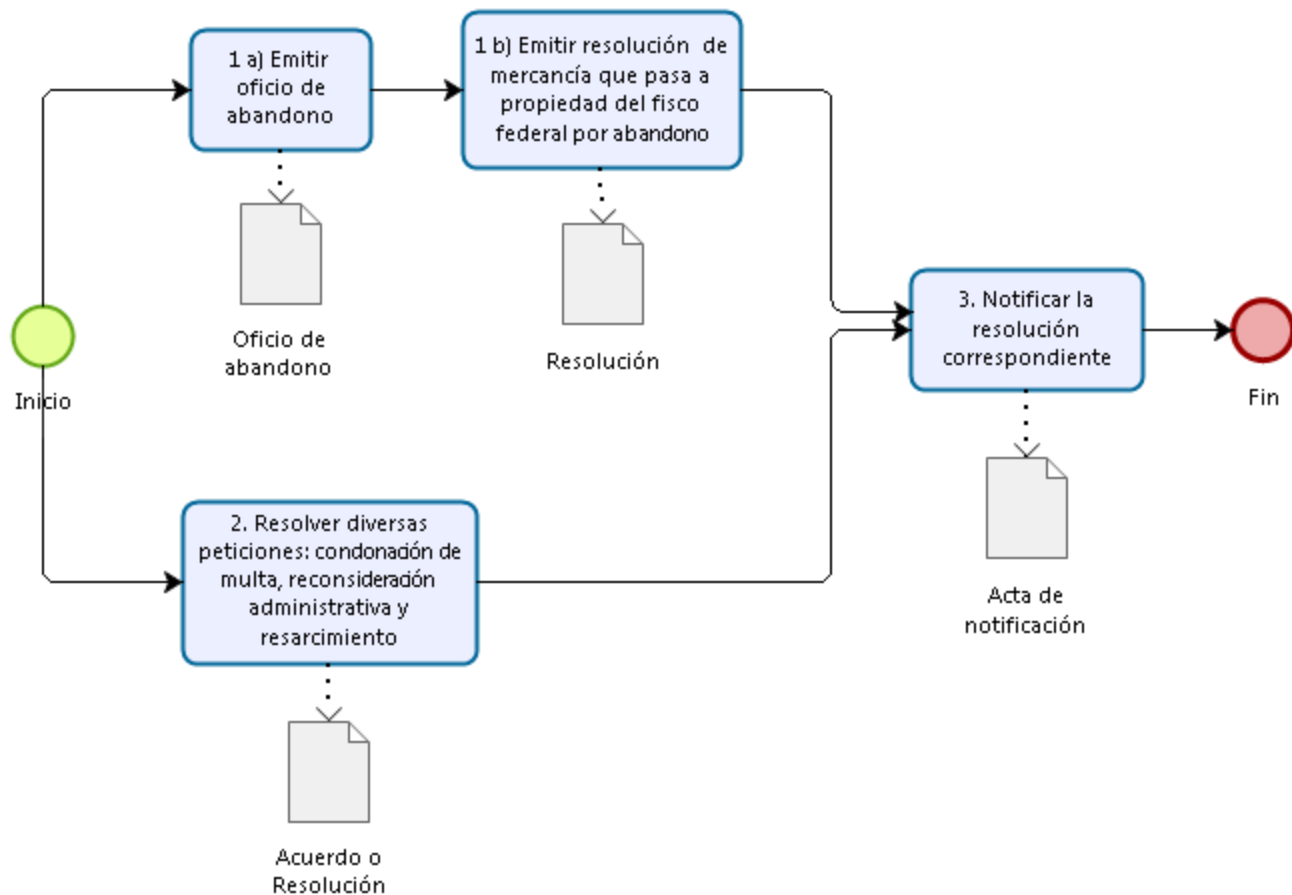 1 a) Emitir
oficio de
abandono
1 b) Emitir resolución de
mercancía que pasa a
propiedad del fisco
federal por abandono
Oficio de
abandono
Resolución
Inicio
3. Notificar la
resolución
correspondiente
Fin
2. Resolver diversas
peticiones: condonación de
multa, reconsideración
administrativa y
resarcimiento
Acta de
notificación
Acuerdo o
Resolución